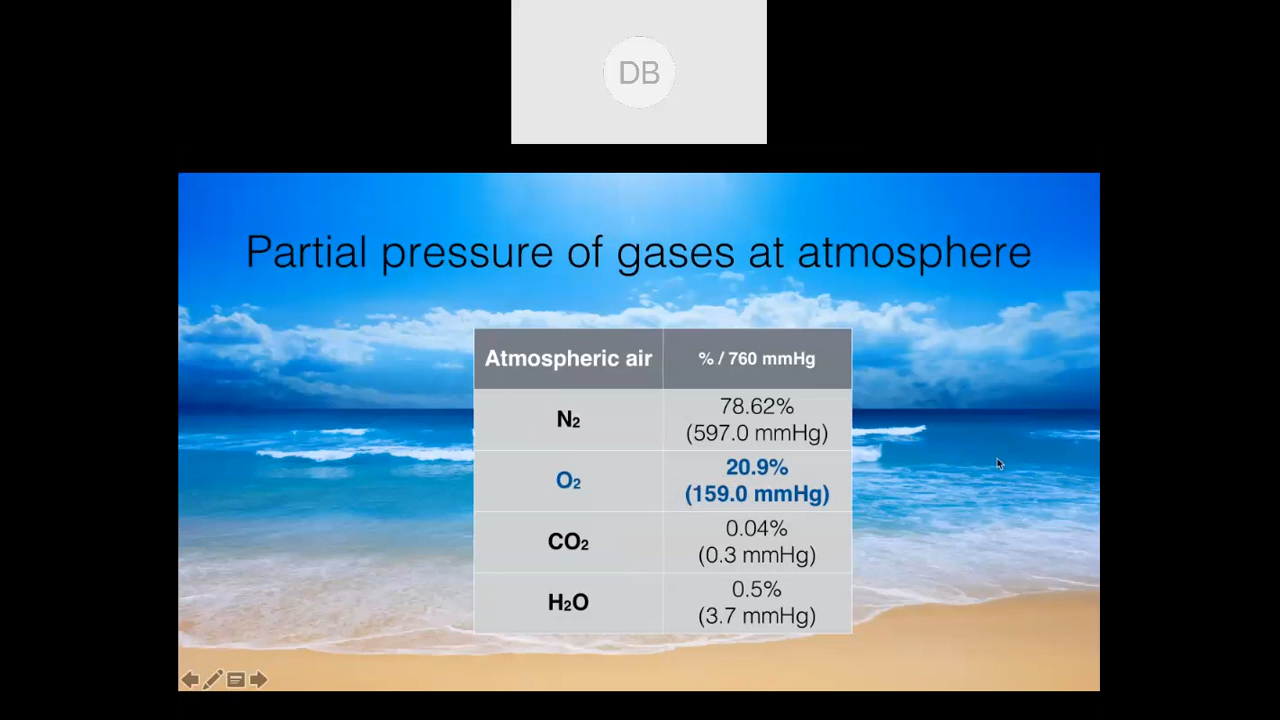 DB
Partial pressure of gases at atmosphere
Atmospheric air
% / 760 mmHg
N₂
78.62%
(597.0 mmHg)
O₂
20.9%
(159.0 mmHg)
CO₂
0.04%
(0.3 mmHg)
H₂O
0.5%
(3.7 mmHg)